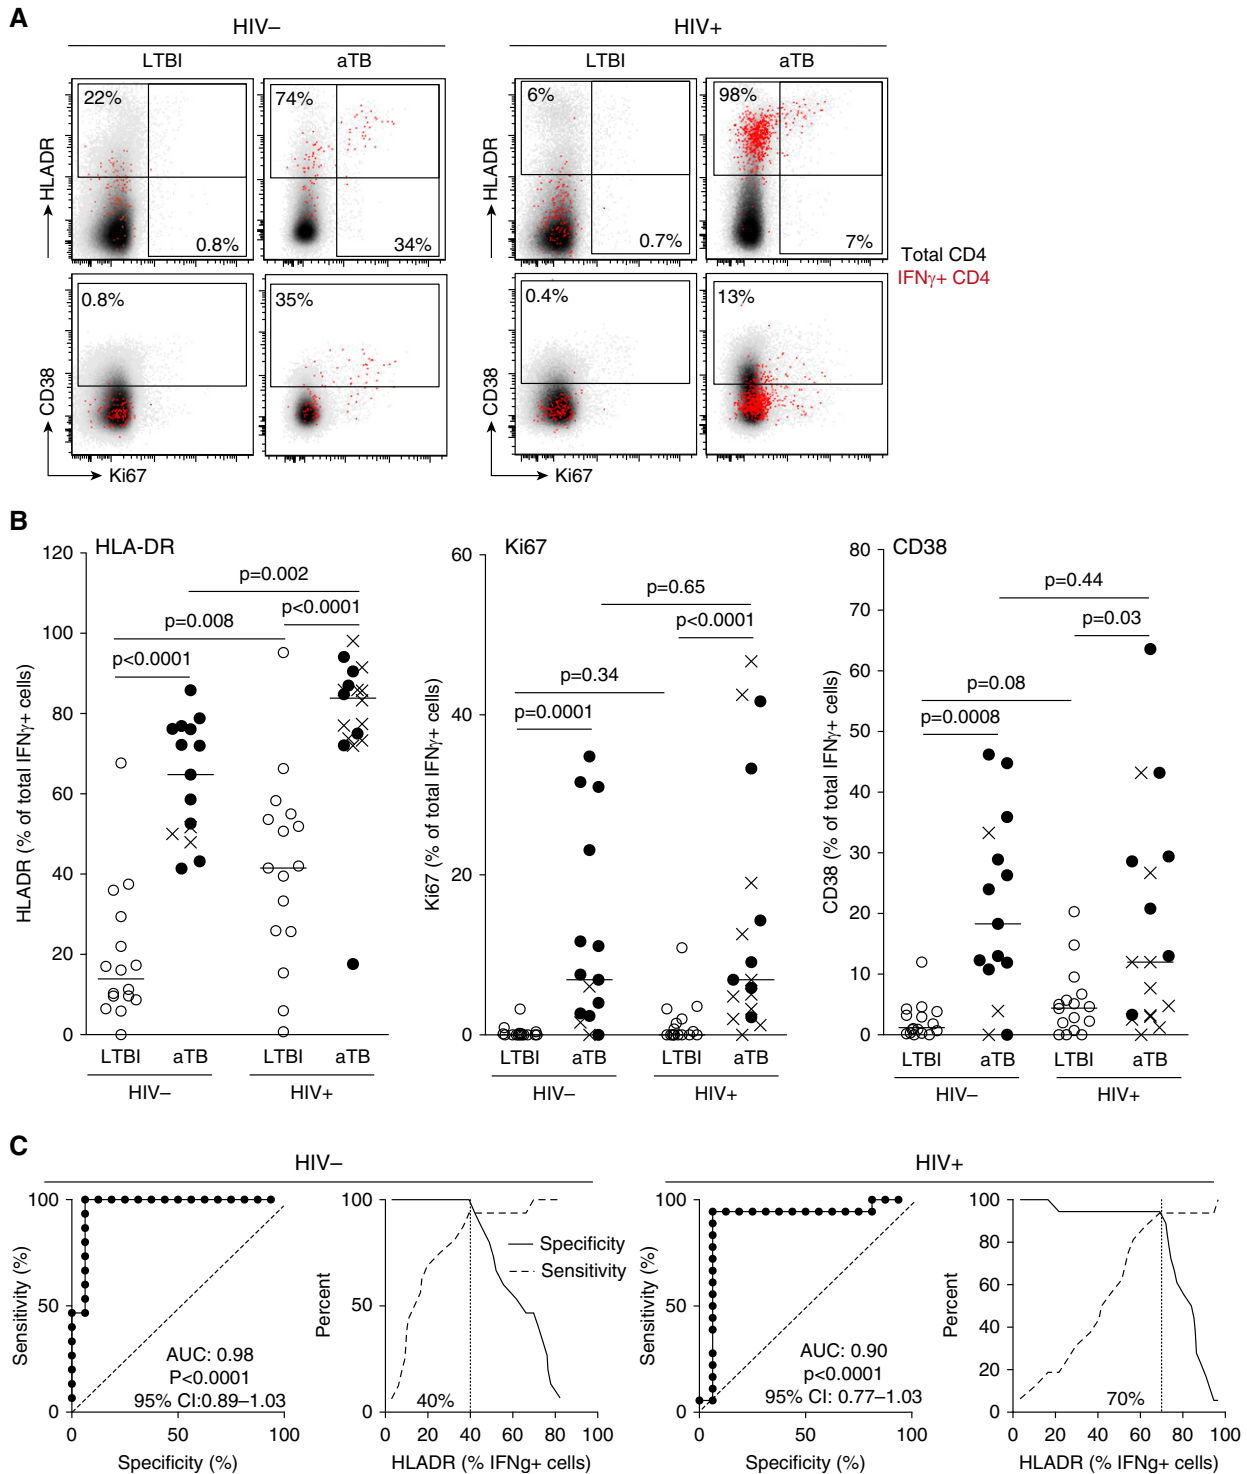 A
HIV– HIV+
LTBI aTB LTBI aTB
22% 74% 6% 98%
HLADR HLADR
0.8% 34% 0.7% 7%
Total CD4
IFNγ+ CD4
0.8% 35% 0.4% 13%
CD38 CD38
Ki67 Ki67
B
HLA-DR
HLADR (% of total IFNγ+ cells)
120
100
80
60
40
20
0
p=0.002
p<0.0001
p=0.008
p<0.0001
LTBI aTB LTBI aTB
HIV– HIV+
Ki67
Ki67 (% of total IFNγ+ cells)
60
40
20
0
p=0.65
p<0.0001
p=0.34
p=0.0001
LTBI aTB LTBI aTB
HIV– HIV+
CD38
CD38 (% of total IFNγ+ cells)
80
70
60
50
40
30
20
10
0
p=0.44
p=0.03
p=0.08
p=0.0008
LTBI aTB LTBI aTB
HIV– HIV+
C
HIV– HIV+
Sensitivity (%)
100
50
0
AUC: 0.98
P<0.0001
95% CI:0.89–1.03
0 50 100
Specificity (%)
Percent
100
50
0
Specificity
Sensitivity
40%
0 20 40 60 80 100
HLADR (% IFNg+ cells)
Sensitivity (%)
100
50
0
AUC: 0.90
p<0.0001
95% CI: 0.77–1.03
0 50 100
Specificity (%)
Percent
100
80
60
40
20
0
70%
0 20 40 60 80 100
HLADR (% IFNg+ cells)